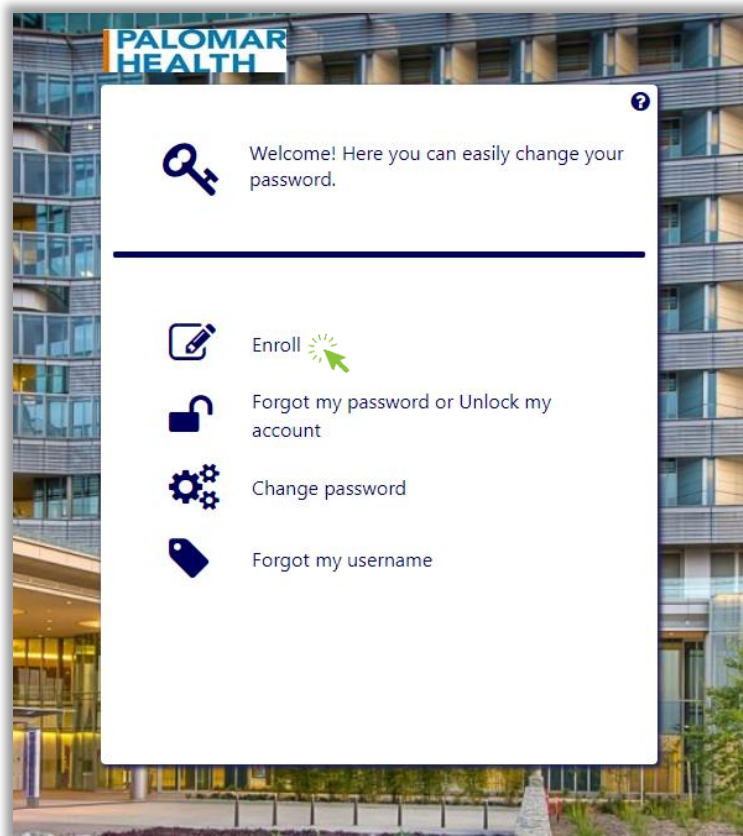 PALOMAR
HEALTH
Welcome! Here you can easily change your
password.
Enroll
Forgot my password or Unlock my
account
Change password
Forgot my username